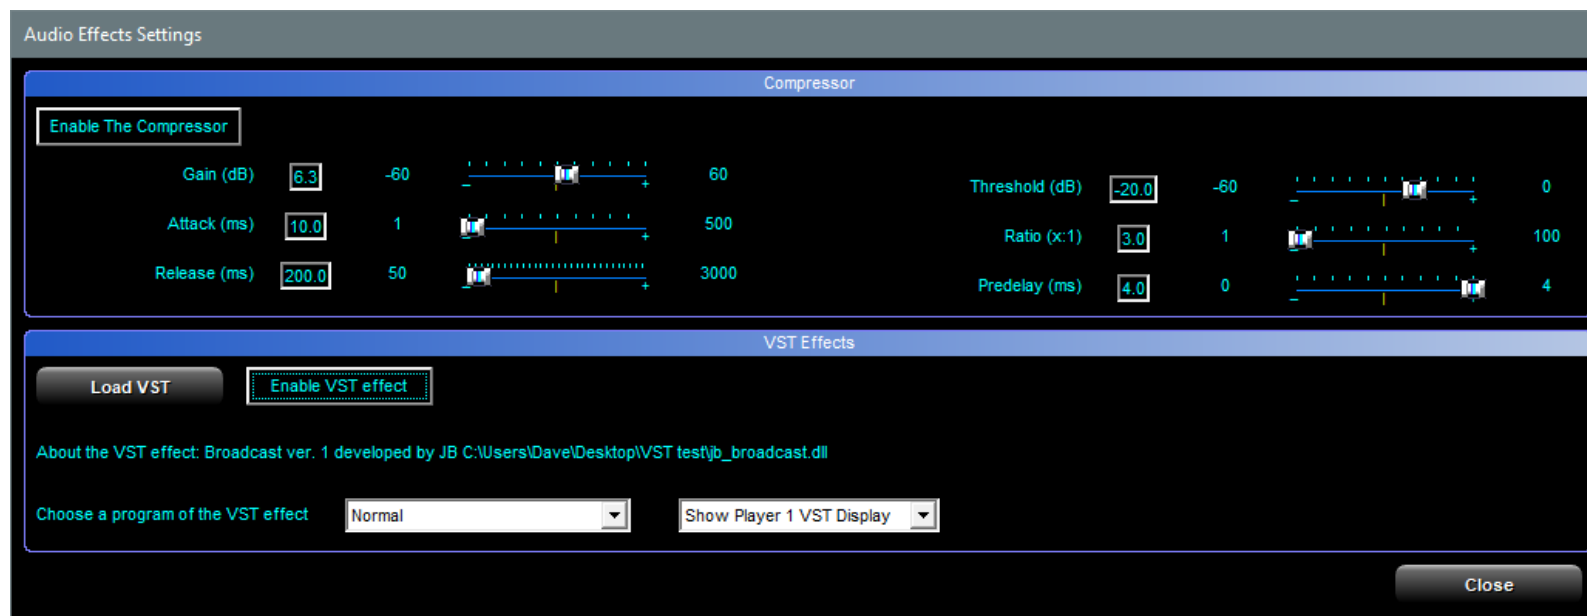 Audio Effects Settings
Compressor
Enable The Compressor
Gain (dB) 6.3 -60 - + 60
Attack (ms) 10.0 1 - + 500
Release (ms) 200.0 50 - + 3000
Threshold (dB) -20.0 -60 - + 0
Ratio (x:1) 3.0 1 - + 100
Predelay (ms) 4.0 0 - + 4
VST Effects
Load VST Enable VST effect
About the VST effect: Broadcast ver. 1 developed by JB C:\Users\Dave\Desktop\VST test\jb_broadcast.dll
Choose a program of the VST effect Normal Show Player 1 VST Display
Close